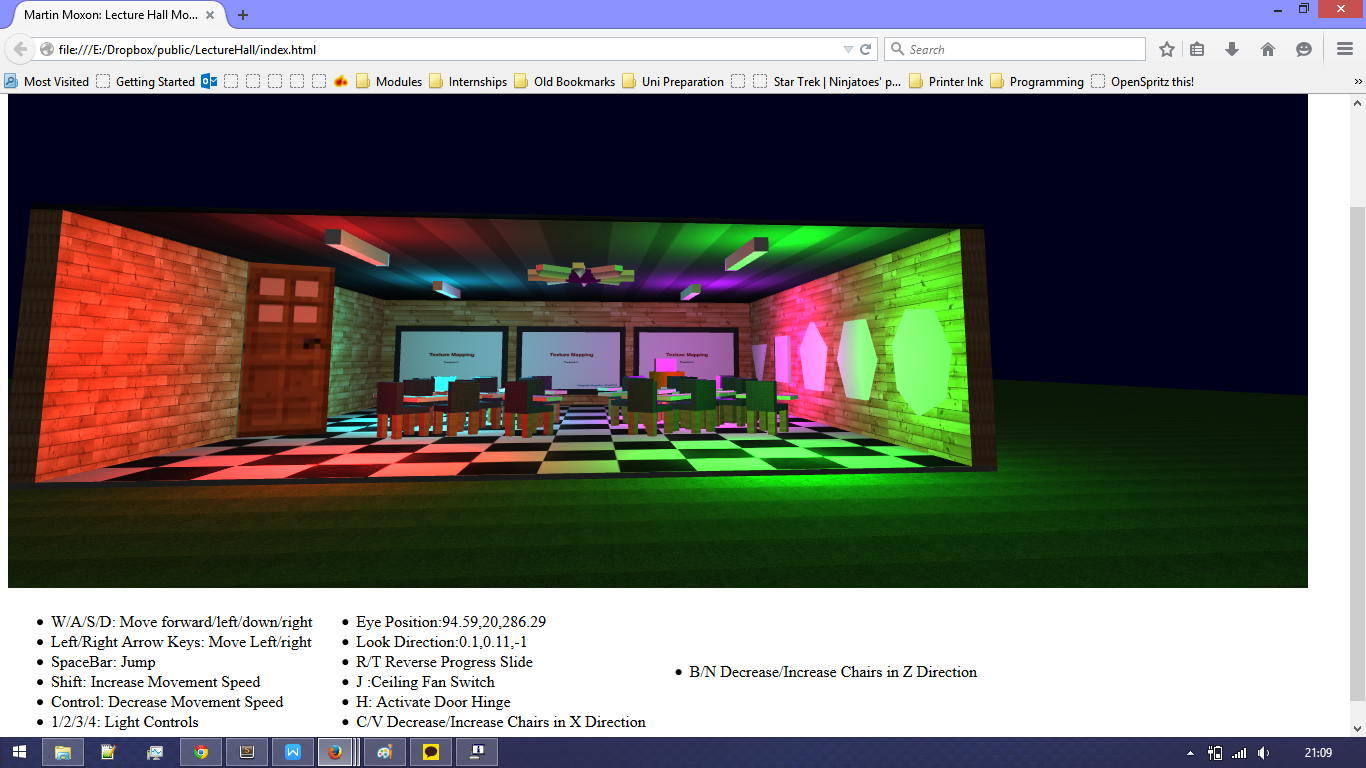 Martin Moxon: Lecture Hall Mo...
file:///E:/Dropbox/public/LectureHall/index.html
Search
Most Visited Getting Started Modules Internships Old Bookmarks Uni Preparation Star Trek | Ninjatoes' p... Printer Ink Programming OpenSpritz this! »
Texture Mapping Texture Mapping Texture Mapping
W/A/S/D: Move forward/left/down/right
Left/Right Arrow Keys: Move Left/right
SpaceBar: Jump
Shift: Increase Movement Speed
Control: Decrease Movement Speed
1/2/3/4: Light Controls
Eye Position:94.59,20,286.29
Look Direction:0.1,0.11,-1
R/T Reverse Progress Slide
J :Ceiling Fan Switch
H: Activate Door Hinge
C/V Decrease/Increase Chairs in X Direction
B/N Decrease/Increase Chairs in Z Direction
21:09